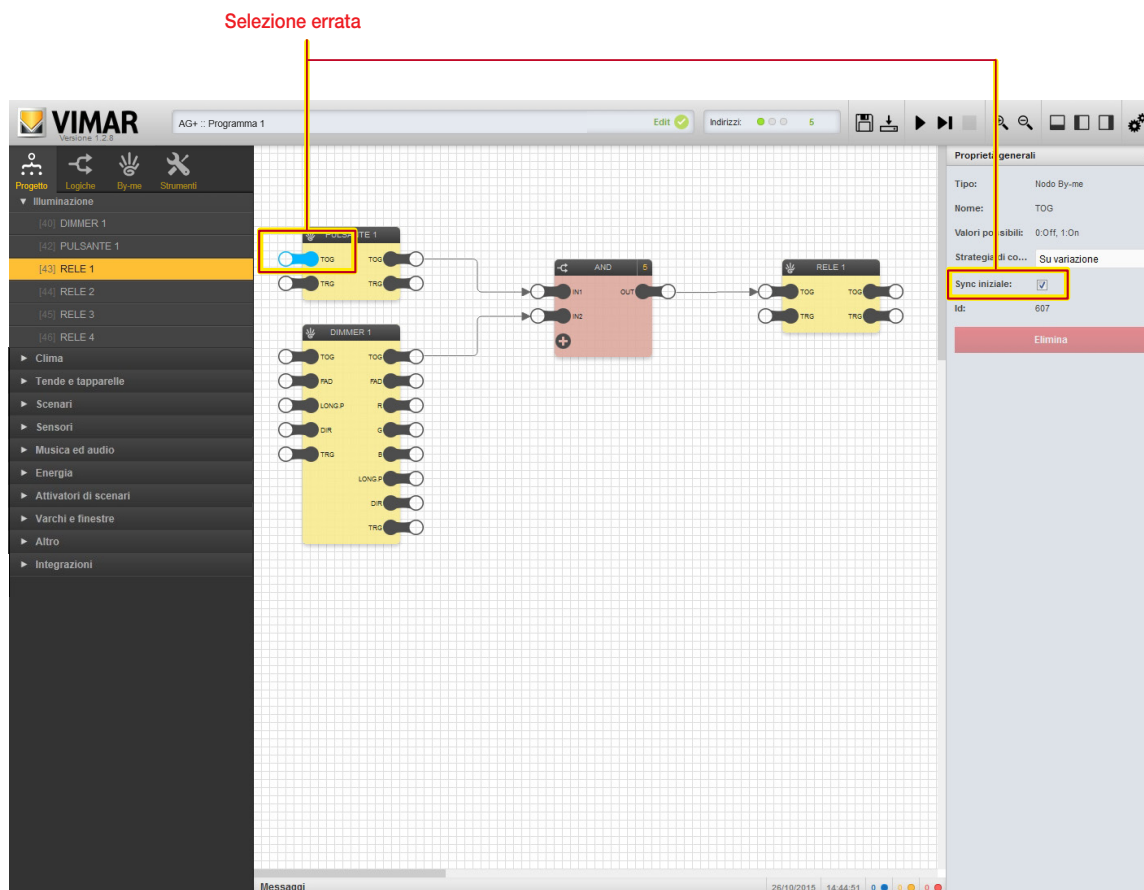 Selezione errata
VIMAR
Versione 1.2.8
AG+ :: Programma 1
Edit
Indirizzi:
5
Progetto
Logiche
By-me
Strumenti
▼ Illuminazione
[40] DIMMER 1
[42] PULSANTE 1
[43] RELE 1
[44] RELE 2
[45] RELE 3
[46] RELE 4
► Clima
► Tende e tapparelle
► Scenari
► Sensori
► Musica ed audio
► Energia
► Attivatori di scenari
► Varchi e finestre
► Altro
► Integrazioni
PULSANTE 1
TOG TOG
TRG TRG
DIMMER 1
TOG TOG
FAD FAD
LONG.P R
DIR G
TRG B
LONG.P
DIR
TRG
AND 5
IN1 OUT
IN2
RELE 1
TOG TOG
TRG TRG
Proprietà generali
Tipo: Nodo By-me
Nome: TOG
Valori possibili: 0:Off, 1:On
Strategia di co... Su variazione
Sync iniziale:
Id: 607
Elimina
Messaggi
26/10/2015 14:44:51 0 0 0